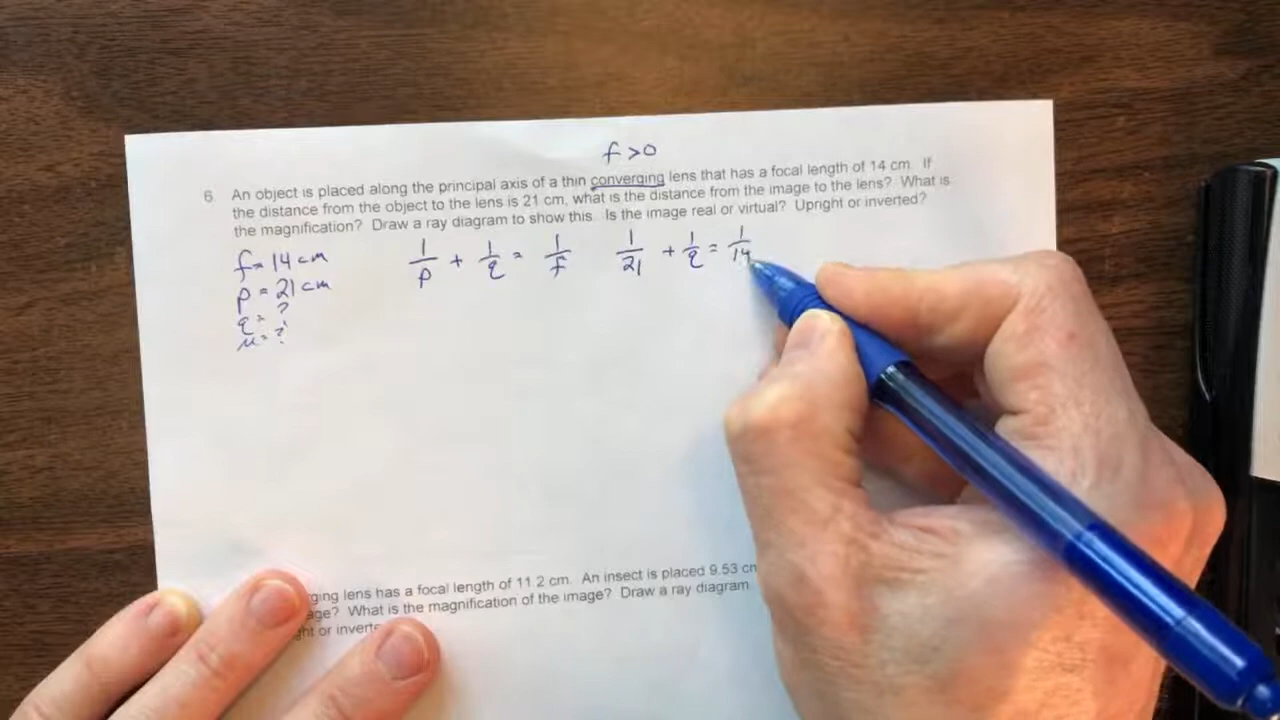 f>0
6 An object is placed along the principal axis of a thin converging lens that has a focal length of 14 cm. If
the distance from the object to the lens is 21 cm, what is the distance from the image to the lens? What is
the magnification? Draw a ray diagram to show this. Is the image real or virtual? Upright or inverted?
f= 14 cm
p = 21 cm
q= ?
M= ?
1/p + 1/q = 1/f
1/21 + 1/q = 1/14
lens has a focal length of 11.2 cm. An insect is placed 9.53
What is the magnification of the image? Draw a ray diagram
or